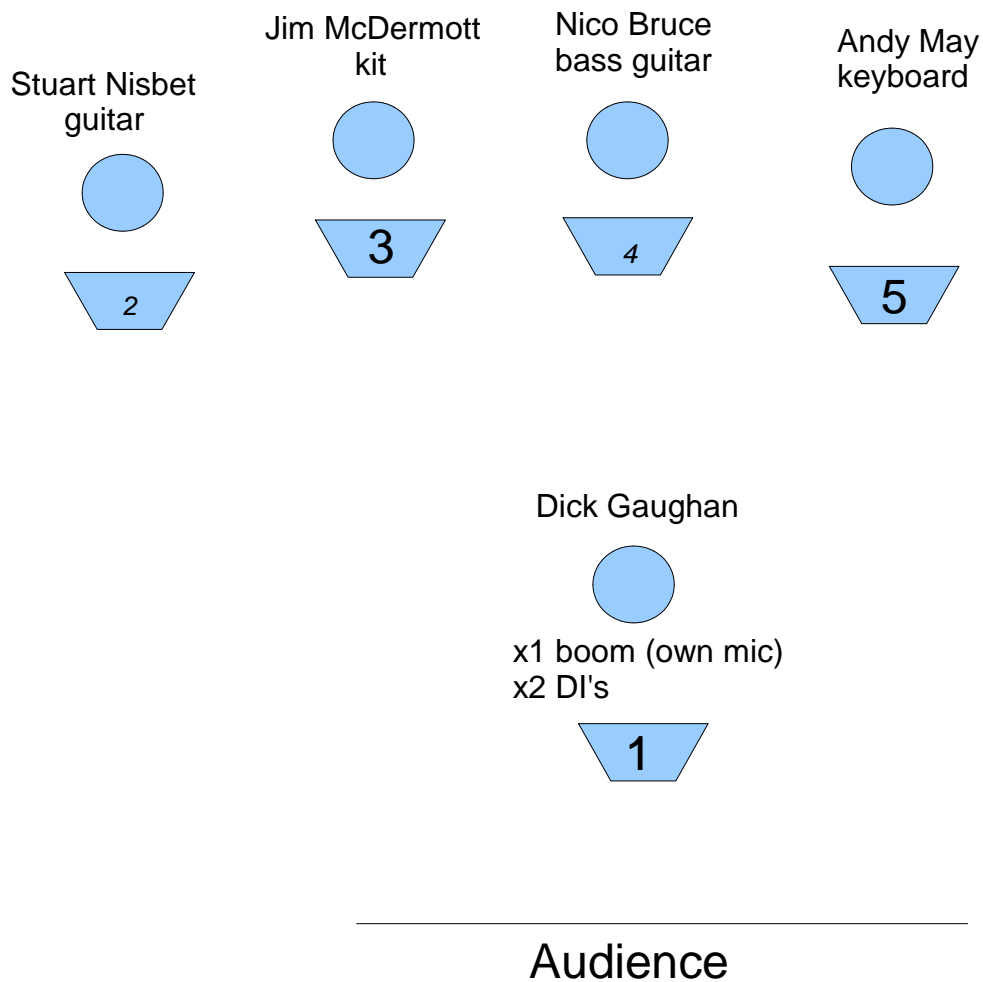 Stuart Nisbet
guitar
Jim McDermott
kit
Nico Bruce
bass guitar
Andy May
keyboard
2
3
4
5
Dick Gaughan
x1 boom (own mic)
x2 DI's
1
Audience